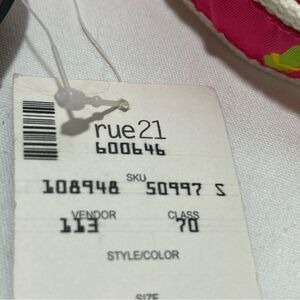 rue21
600646
SKU
108948 50997 S
VENDOR CLASS
113 70
STYLE/COLOR
SIZE